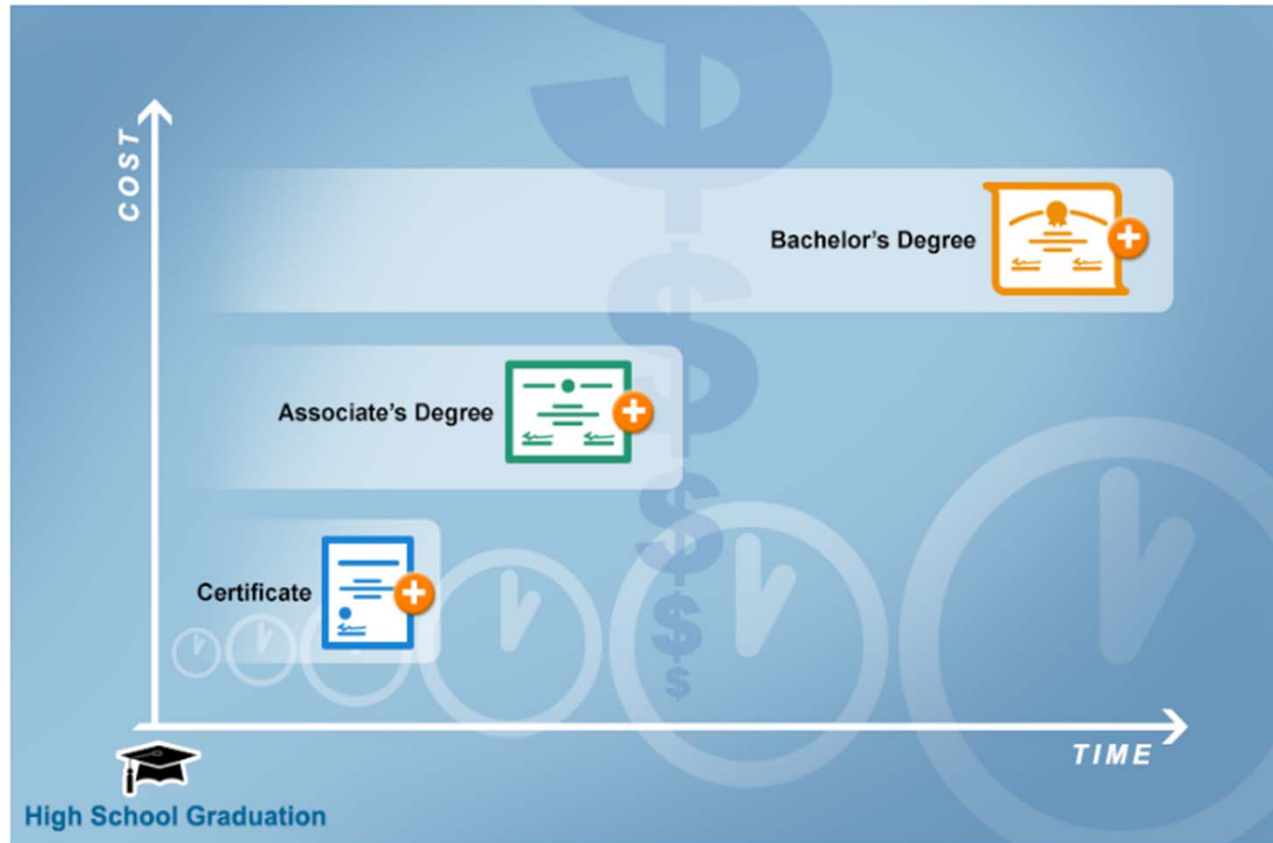 COST
Bachelor's Degree
Associate's Degree
Certificate
TIME
High School Graduation